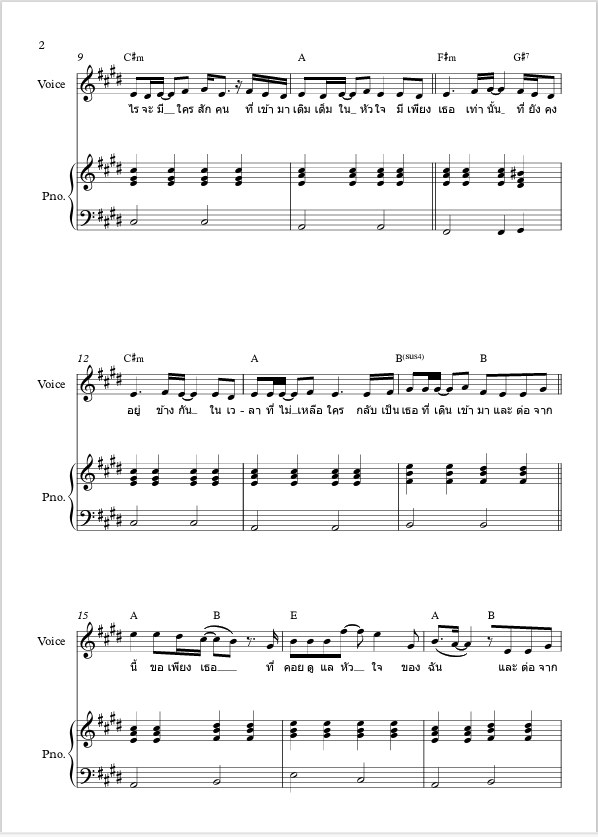 2
9 C#m A F#m G#7
Voice
ไร จะ มี_ ใคร สัก คน ที่ เข้า มา เติม เต็ม ใน_ หัว ใจ มี เพียง เธอ เท่า นั้น_ ที่ ยัง คง
Pno.
12 C#m A B(sus4) B
Voice
อยู่ ข้าง กัน_ ใน เว - ลา ที่ ไม่_เหลือ ใคร กลับ เป็น เธอ ที่ เดิน เข้า มา และ ต่อ จาก
Pno.
15 A B E A B
Voice
นี้ ขอ เพียง เธอ__ ที่ คอย ดู แล หัว_ ใจ ของ ฉัน และ ต่อ จาก
Pno.